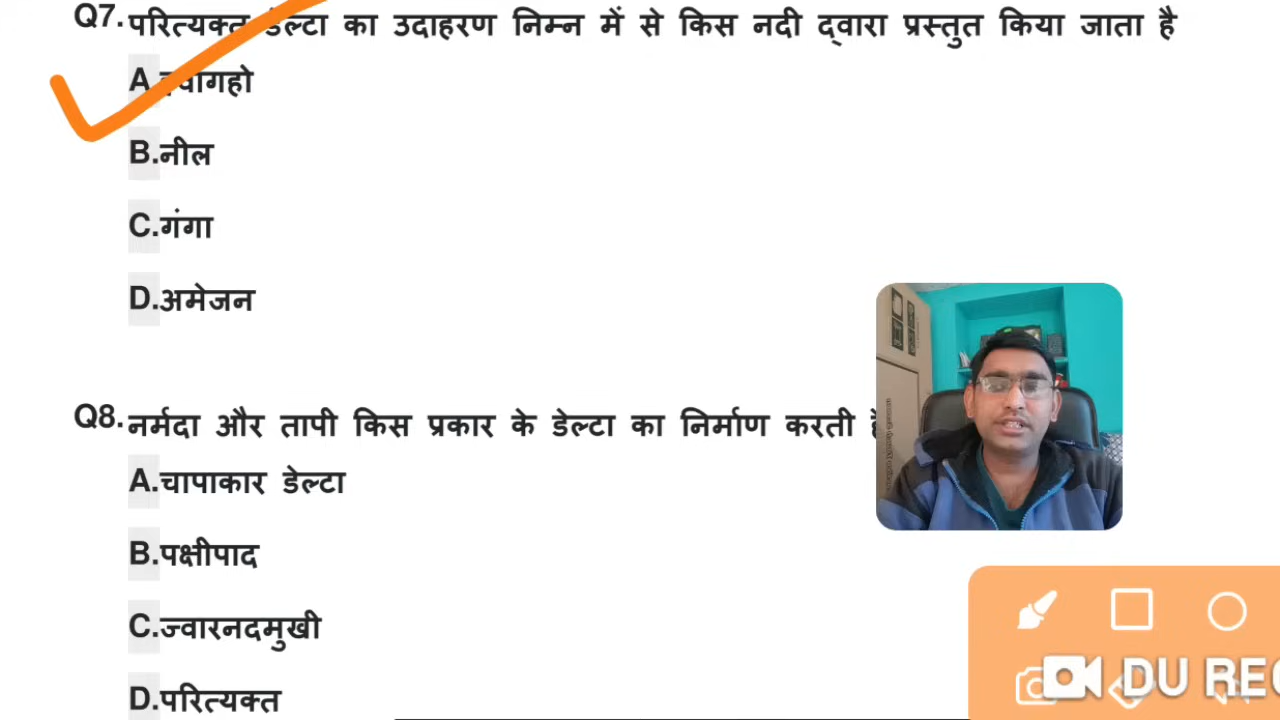 Q7. परित्यक्त डेल्टा का उदाहरण निम्न में से किस नदी द्वारा प्रस्तुत किया जाता है
A.ह्वांगहो
B.नील
C.गंगा
D.अमेजन
Q8. नर्मदा और तापी किस प्रकार के डेल्टा का निर्माण करती
A.चापाकार डेल्टा
B.पक्षीपाद
C.ज्वारनदमुखी
D.परित्यक्त
DU REC